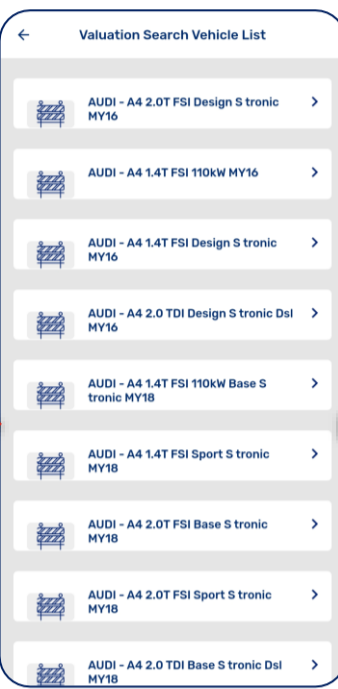 Valuation Search Vehicle List
AUDI - A4 2.0T FSI Design S tronic
MY16
AUDI - A4 1.4T FSI 110kW MY16
AUDI - A4 1.4T FSI Design S tronic
MY16
AUDI - A4 2.0 TDI Design S tronic Dsl
MY16
AUDI - A4 1.4T FSI 110kW Base S
tronic MY18
AUDI - A4 1.4T FSI Sport S tronic
MY18
AUDI - A4 2.0T FSI Base S tronic
MY18
AUDI - A4 2.0T FSI Sport S tronic
MY18
AUDI - A4 2.0 TDI Base S tronic Dsl
MY18